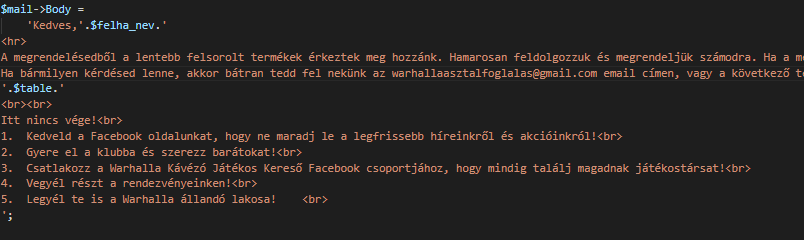 $mail->Body =
'Kedves,'.$felha_nev.'
<hr>
A megrendelésedből a lentebb felsorolt termékek érkeztek meg hozzánk. Hamarosan feldolgozzuk és megrendeljük számodra. Ha a
Ha bármilyen kérdésed lenne, akkor bátran tedd fel nekünk az warhallaasztalfoglalas@gmail.com email címen, vagy a következő
'.$table.'
<br><br>
Itt nincs vége!<br>
1. Kedveld a Facebook oldalunkat, hogy ne maradj le a legfrissebb híreinkről és akcióinkról!<br>
2. Gyere el a klubba és szerezz barátokat!<br>
3. Csatlakozz a Warhalla Kávézó Játékos Kereső Facebook csoportjához, hogy mindig találj magadnak játékostársat!<br>
4. Vegyél részt a rendezvényeinken!<br>
5. Legyél te is a Warhalla állandó lakosa! <br>
';